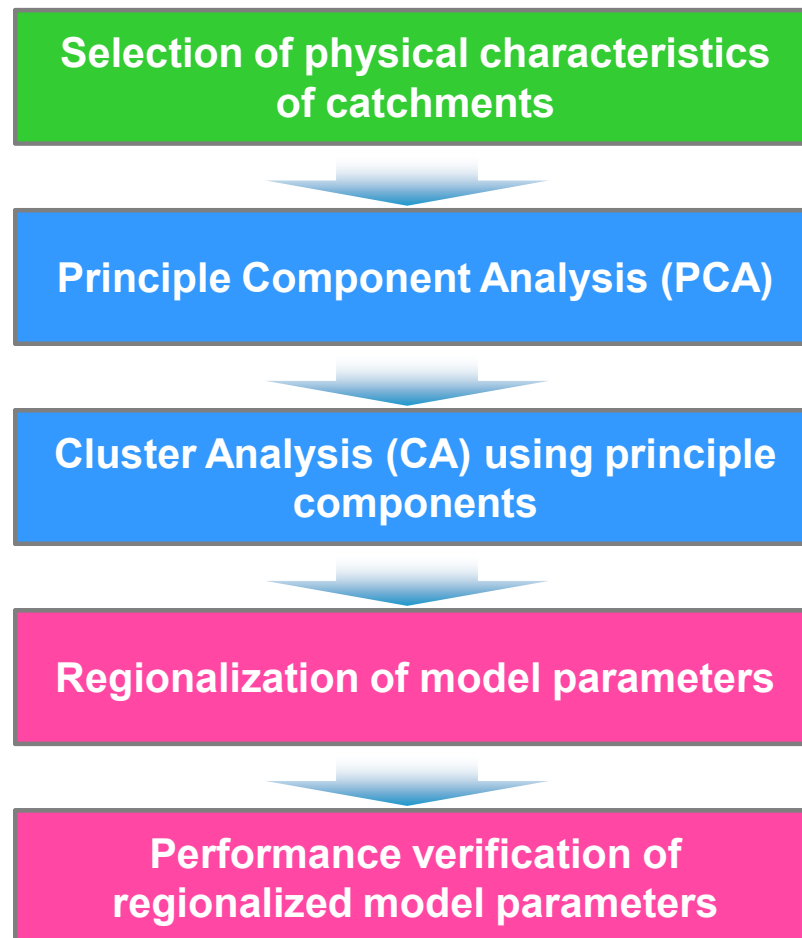 Selection of physical characteristics
of catchments
Principle Component Analysis (PCA)
Cluster Analysis (CA) using principle
components
Regionalization of model parameters
Performance verification of
regionalized model parameters